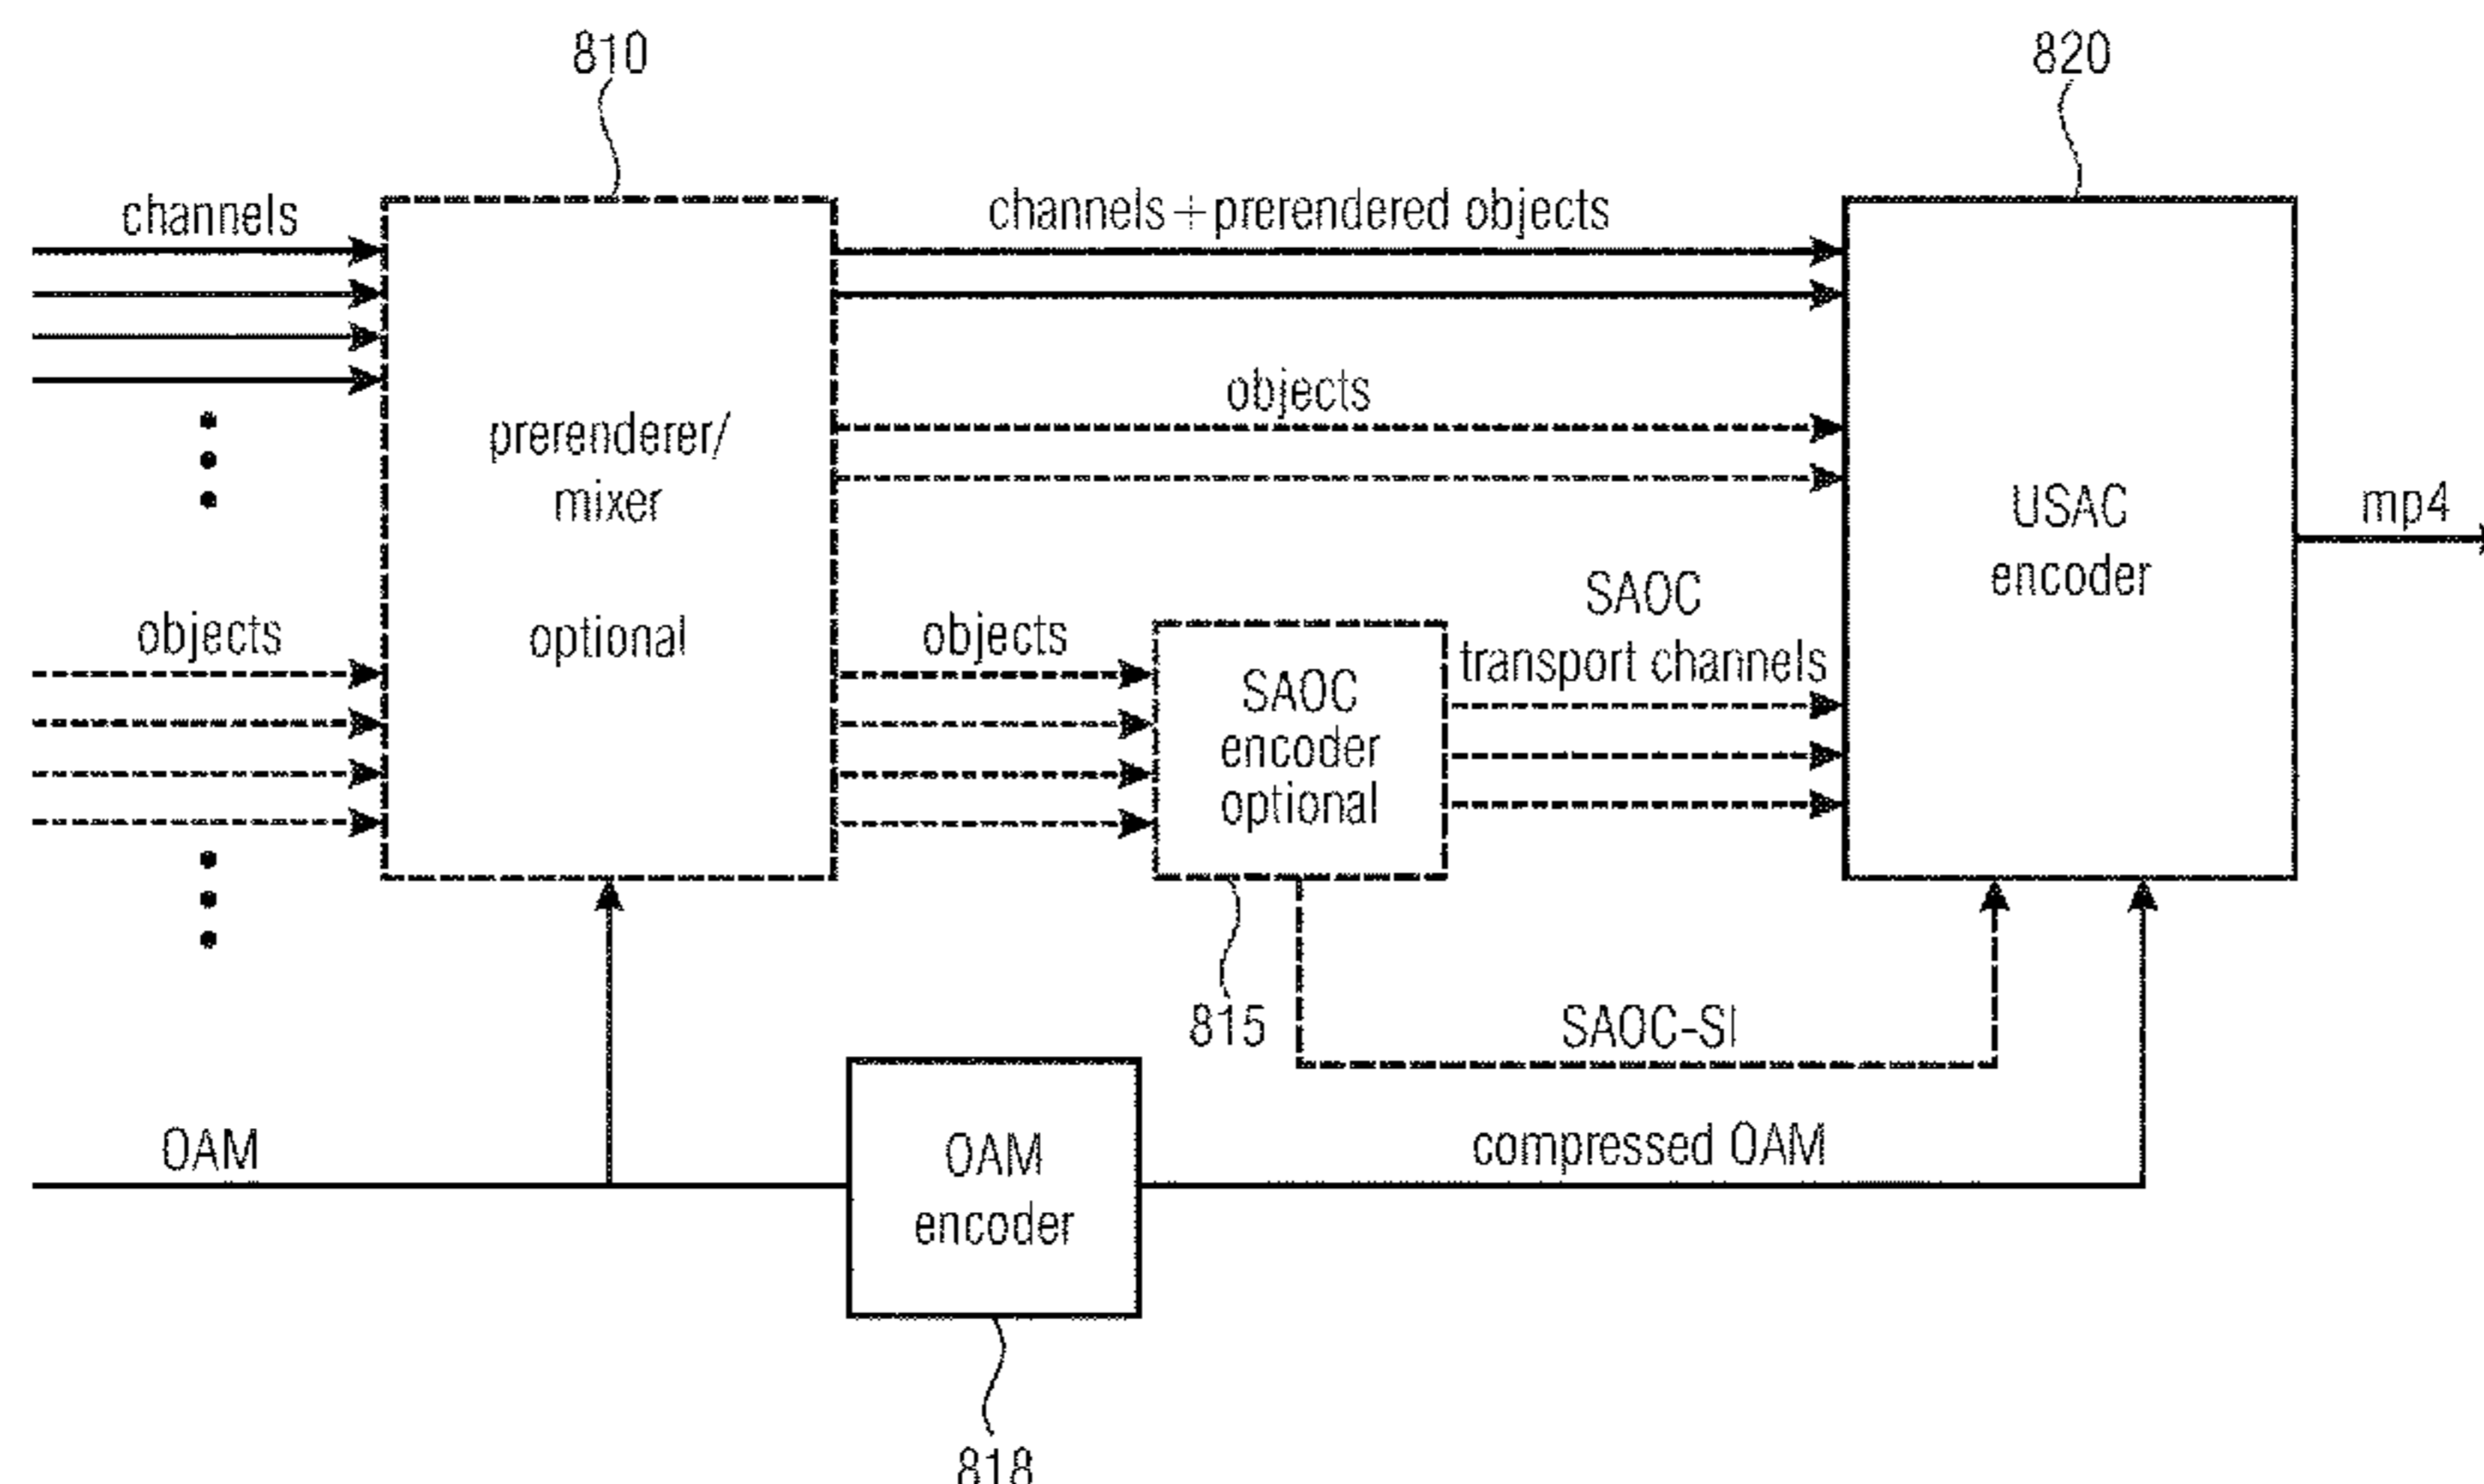 810
820
channels
channels+prerendered objects
prerenderer/
mixer
optional
objects
USAC
encoder
mp4
objects
objects
SAOC
encoder
optional
SAOC
transport channels
815
SAOC-SI
OAM
OAM
encoder
compressed OAM
818